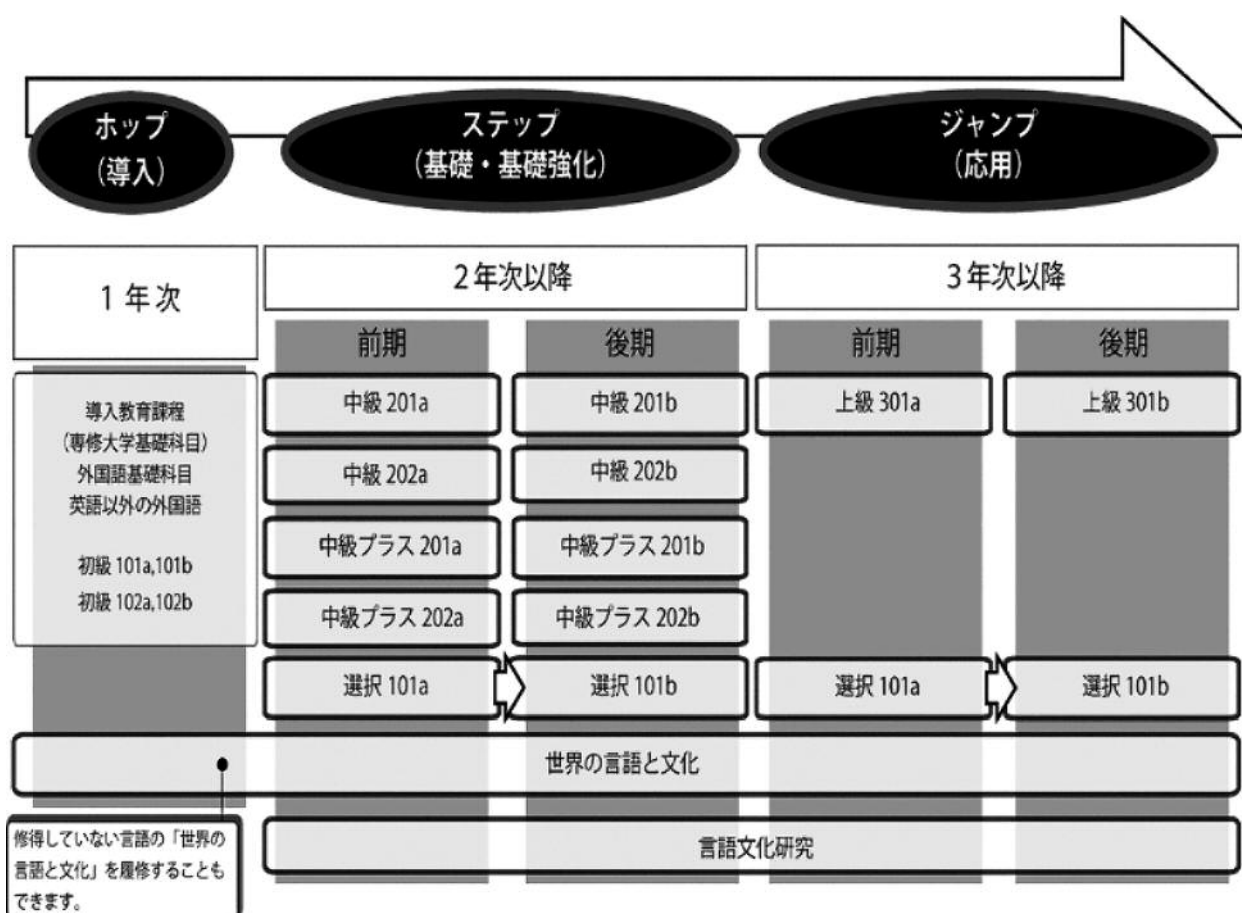 ホップ
(導入)
ステップ
(基礎・基礎強化)
ジャンプ
(応用)
1 年 次
2 年次以降
3 年次以降
前期
後期
前期
後期
導入教育課程
(専修大学基礎科目)
外国語基礎科目
英語以外の外国語
初級 101a,101b
初級 102a,102b
中級 201a
中級 201b
上級 301a
上級 301b
中級 202a
中級 202b
中級プラス 201a
中級プラス 201b
中級プラス 202a
中級プラス 202b
選択 101a
選択 101b
選択 101a
選択 101b
世界の言語と文化
言語文化研究
修得していない言語の「世界の
言語と文化」を履修することも
できます。